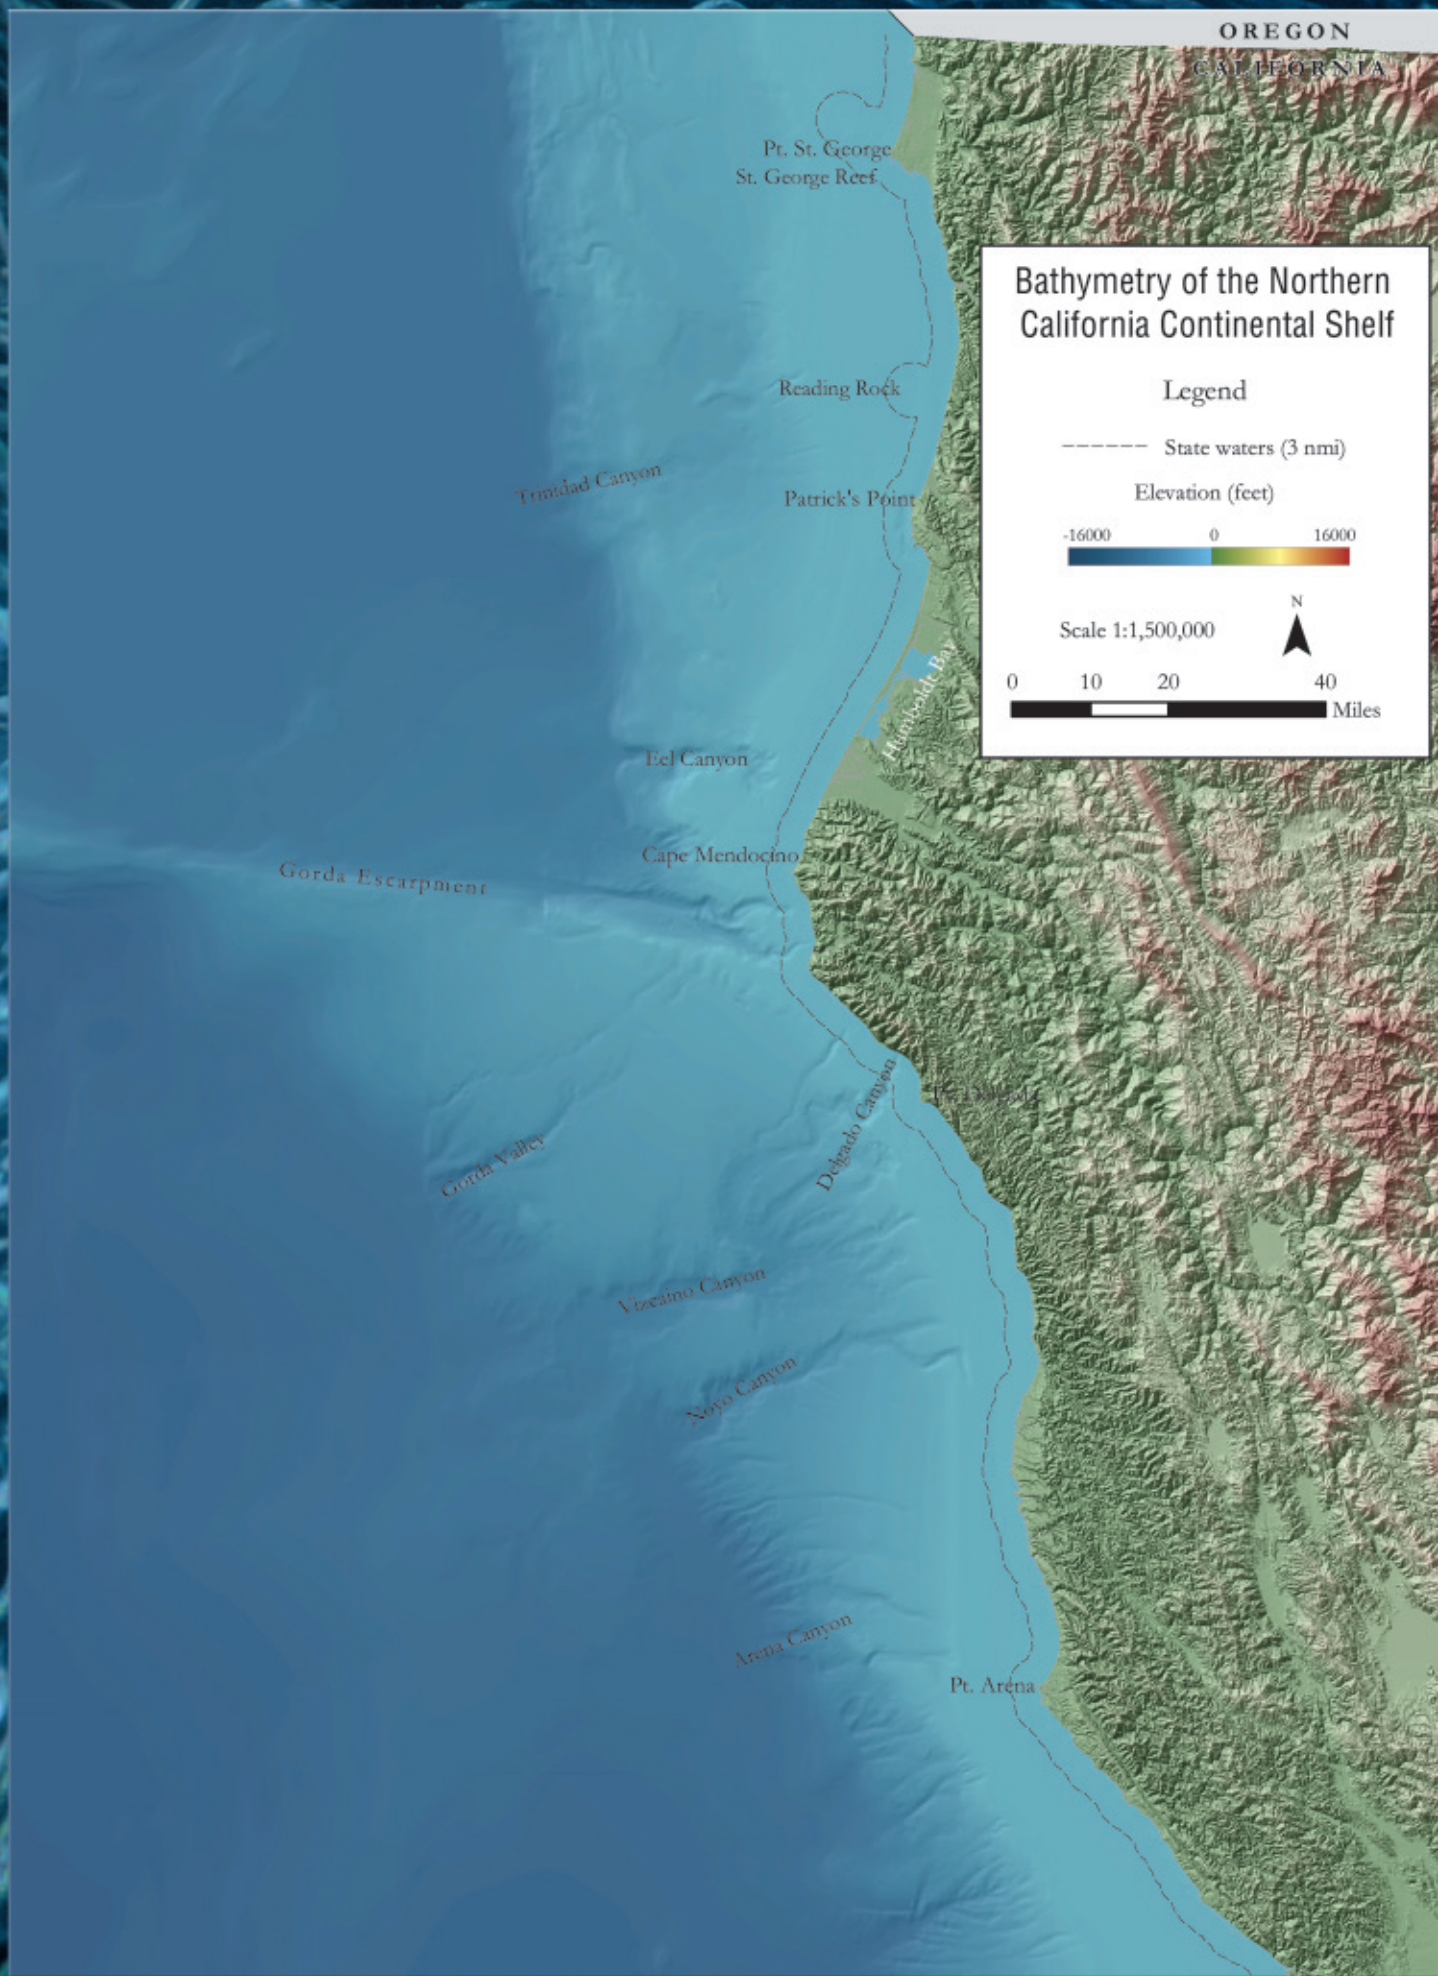 OREGON
CALIFORNIA
Pt. St. George
St. George Reef
Bathymetry of the Northern
California Continental Shelf
Legend
State waters (3 nmi)
Elevation (feet)
-16000 0 16000
N
Scale 1:1,500,000
0 10 20 40
Miles
Reading Rock
Trinidad Canyon
Patrick's Point
Humboldt Bay
Eel Canyon
Cape Mendocino
Gorda Escarpment
Delgado Canyon
Gorda Valley
Vizcaino Canyon
Noyo Canyon
Arena Canyon
Pt. Arena